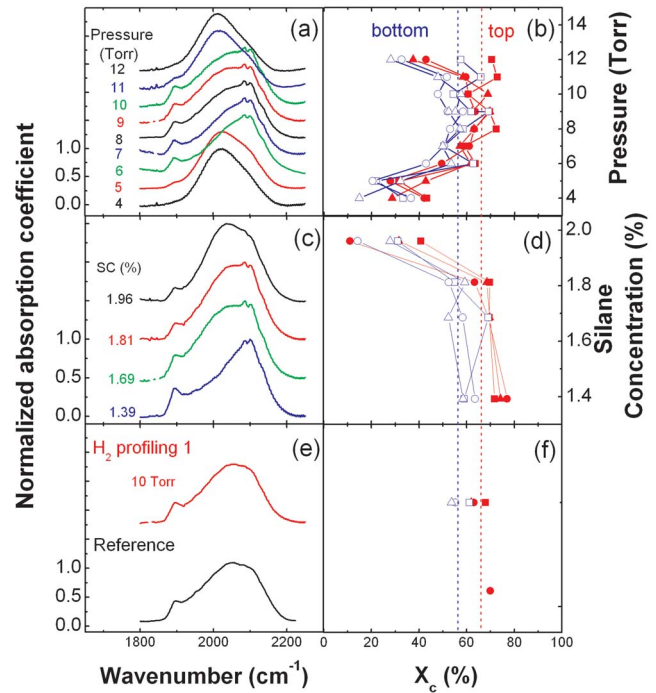 (a)
Pressure
(Torr)
12
11
10
9
8
7
6
5
4
1.0
0.5
0.0
(b)
bottom
top
14
12
10
8
6
4
Pressure (Torr)
Normalized absorption coefficient
(c)
SC (%)
1.96
1.81
1.69
1.39
1.0
0.5
0.0
(d)
2.0
1.8
1.6
1.4
Silane
Concentration (%)
(e)
H2 profiling 1
10 Torr
Reference
1.0
0.5
0.0
(f)
1800 2000 2200
0 20 40 60 80 100
Wavenumber (cm-1)
Xc (%)